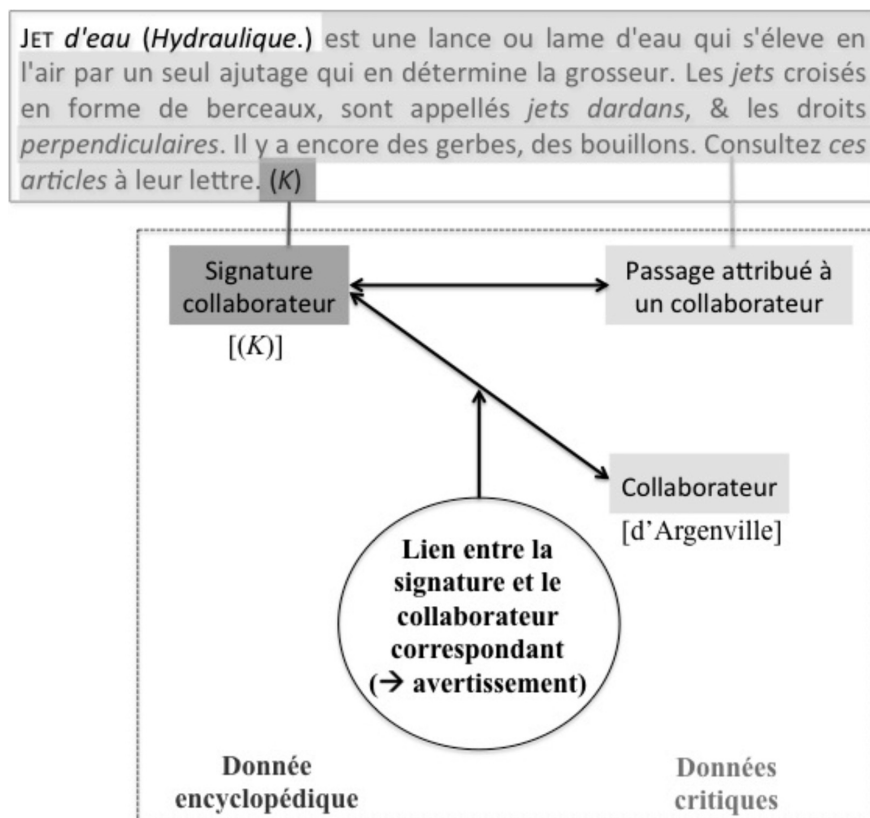 JET d'eau (Hydraulique.) est une lance ou lame d'eau qui s'éleve en
l'air par un seul ajutage qui en détermine la grosseur. Les jets croisés
en forme de berceaux, sont appellés jets dardans, & les droits
perpendiculaires. Il y a encore des gerbes, des bouillons. Consultez ces
articles à leur lettre. (K)
Signature
collaborateur
[(K)]
Passage attribué à
un collaborateur
Collaborateur
[d'Argenville]
Lien entre la
signature et le
collaborateur
correspondant
(→ avertissement)
Donnée
encyclopédique
Données
critiques